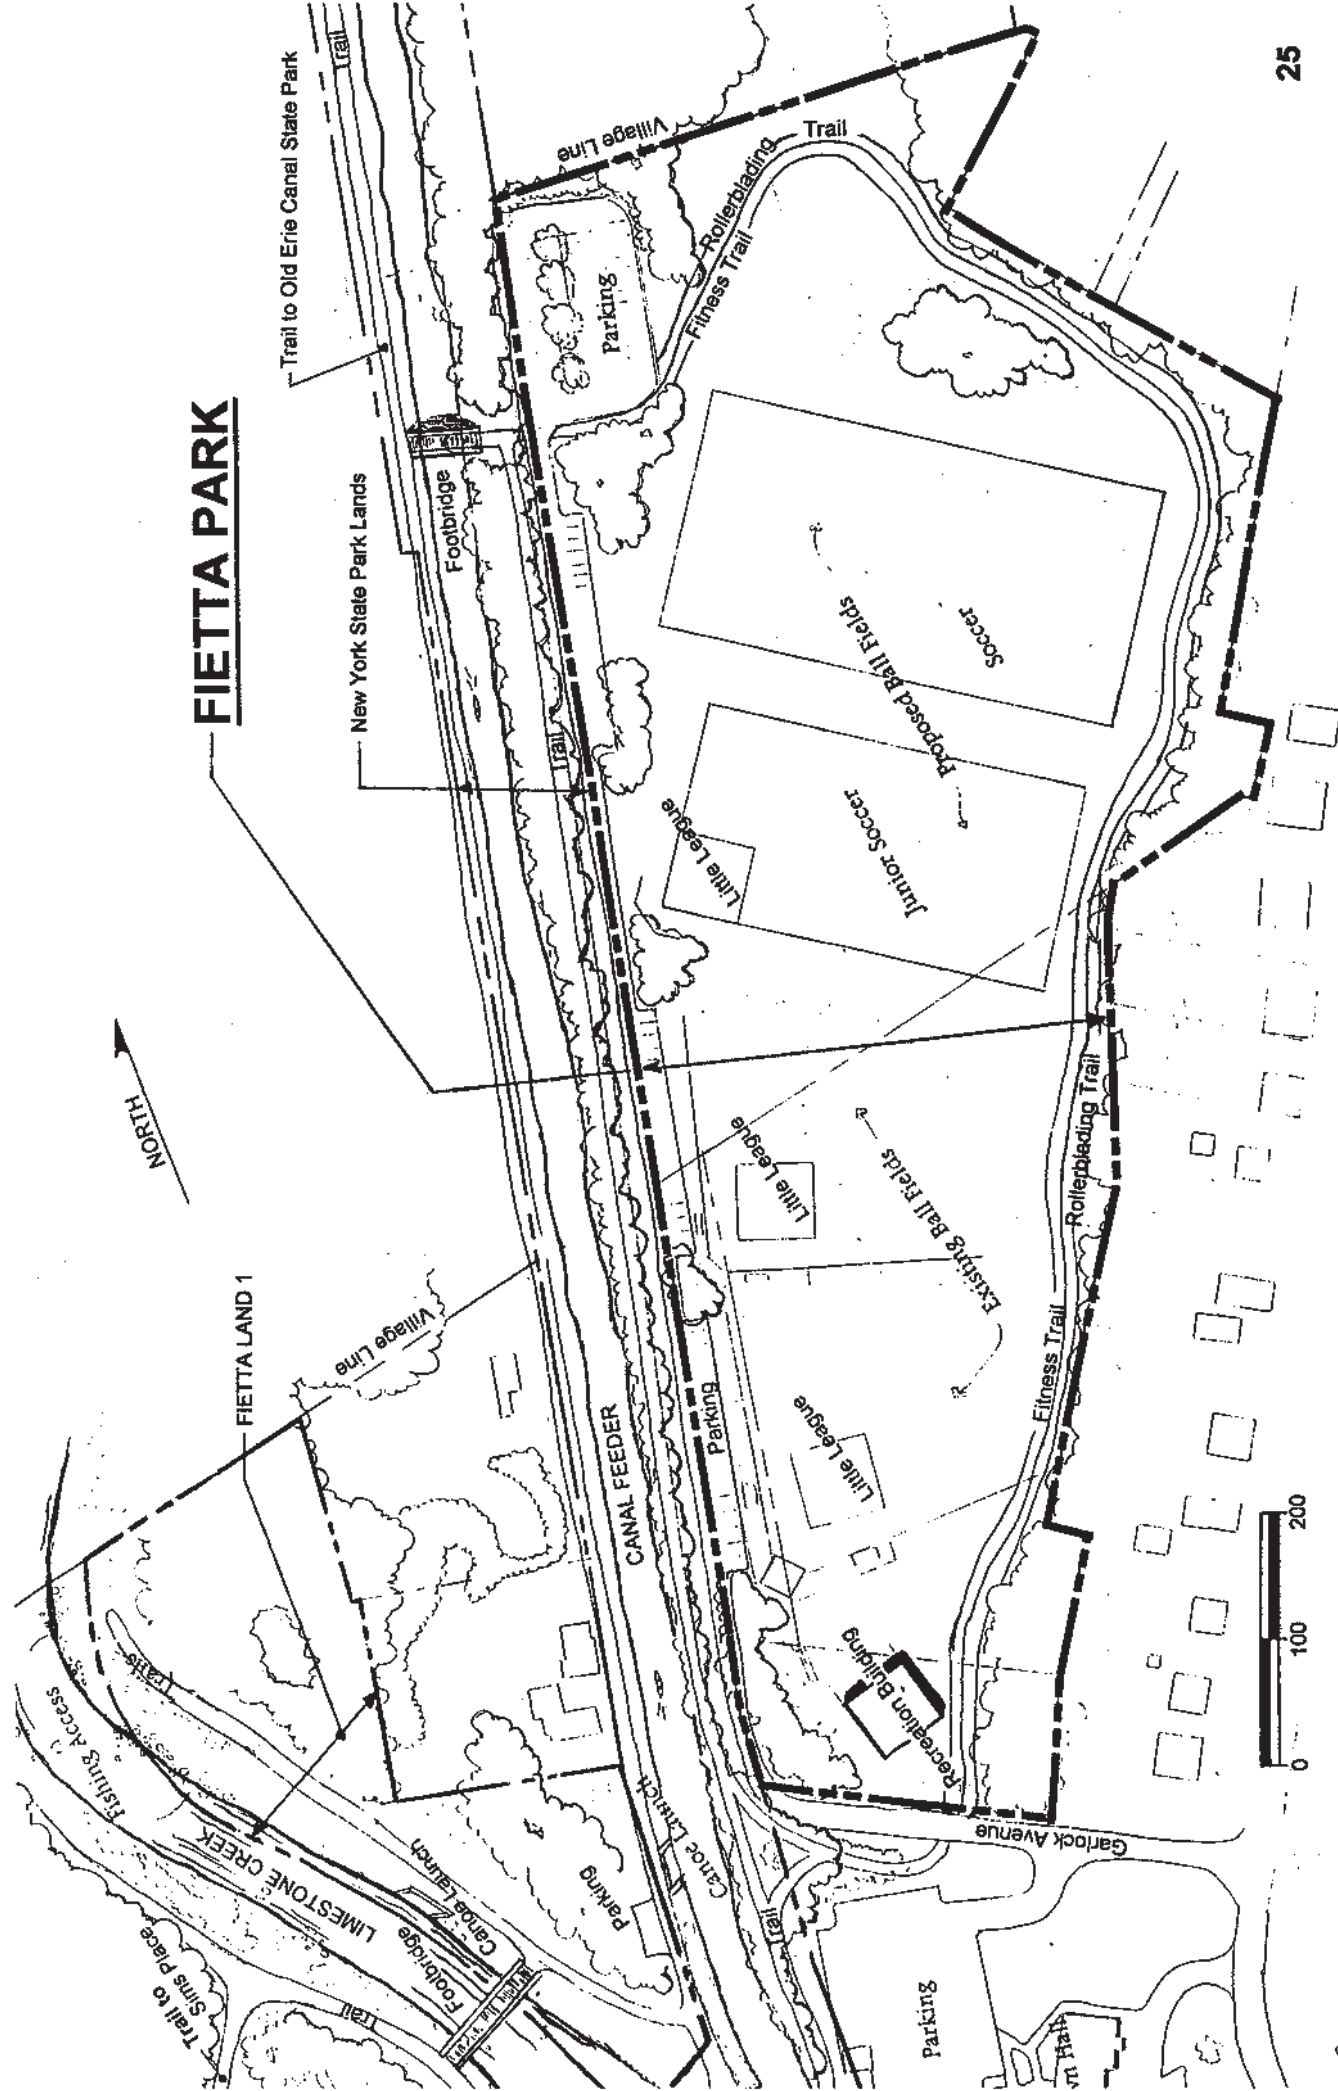 FIETTA PARK
Trail to Old Erie Canal State Park
New York State Park Lands
Trail
Footbridge
Village Line
Parking
Rollerblading
Trail
Fitness Trail
Trail
Proposed Ball Fields
Soccer
Junior Soccer
Little League
NORTH
FIETTA LAND 1
Village Line
CANAL FEEDER
Parking
Little League
Existing Ball Fields
Little League
Rollerblading Trail
Fitness Trail
Recreation Building
Garlock Avenue
Trails
Fishing Access
LIMESTONE CREEK
Canoe Launch
Footbridge
Trail to
Sims Place
Trail
Parking
Canoe Launch
Trail
Parking
wn Hall
0
100
200
25